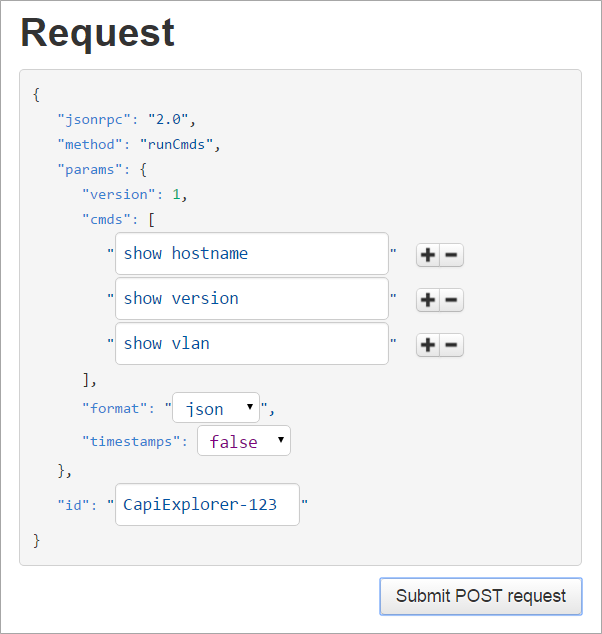 Request
{
"jsonrpc": "2.0",
"method": "runCmds",
"params": {
"version": 1,
"cmds": [
"show hostname" + -
"show version" + -
"show vlan" + -
],
"format": "json",
"timestamps": false
},
"id": "CapiExplorer-123"
}
Submit POST request